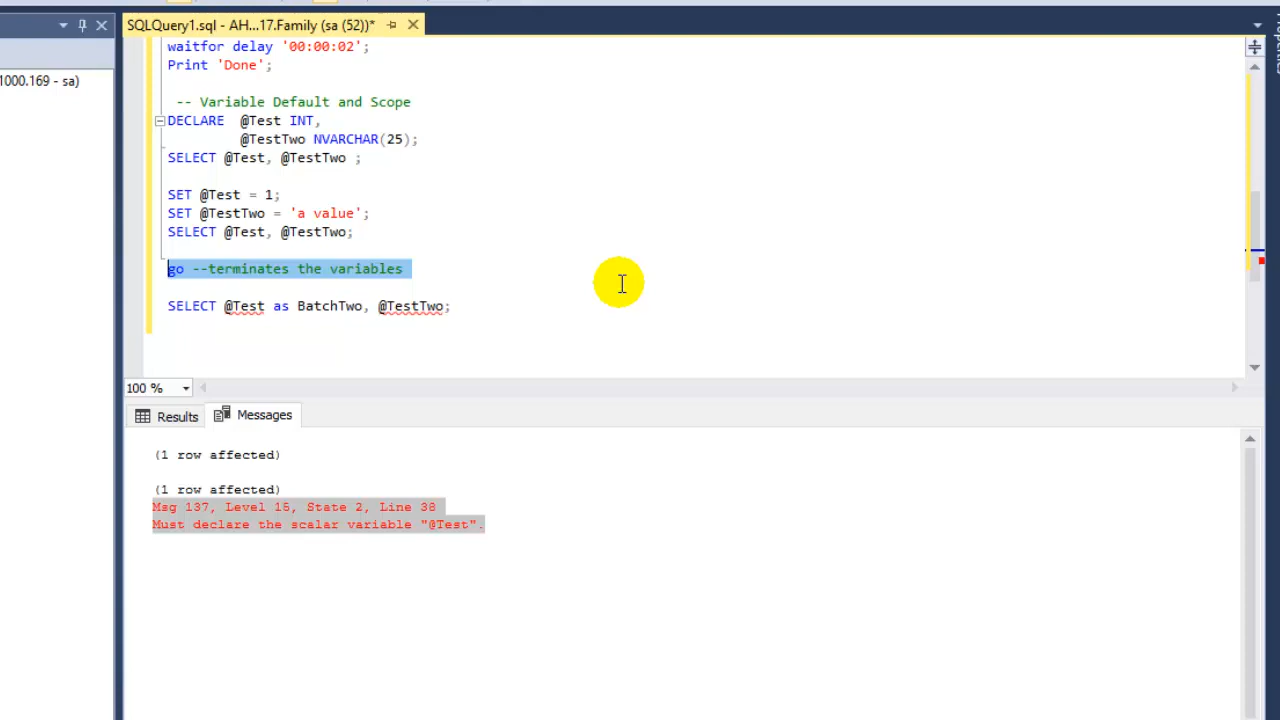 SQLQuery1.sql - AH...17.Family (sa (52))*
1000.169 - sa)
waitfor delay '00:00:02';
Print 'Done';
-- Variable Default and Scope
DECLARE @Test INT,
@TestTwo NVARCHAR(25);
SELECT @Test, @TestTwo ;
SET @Test = 1;
SET @TestTwo = 'a value';
SELECT @Test, @TestTwo;
go --terminates the variables
SELECT @Test as BatchTwo, @TestTwo;
100 %
Results Messages
(1 row affected)
(1 row affected)
Msg 137, Level 15, State 2, Line 38
Must declare the scalar variable "@Test".